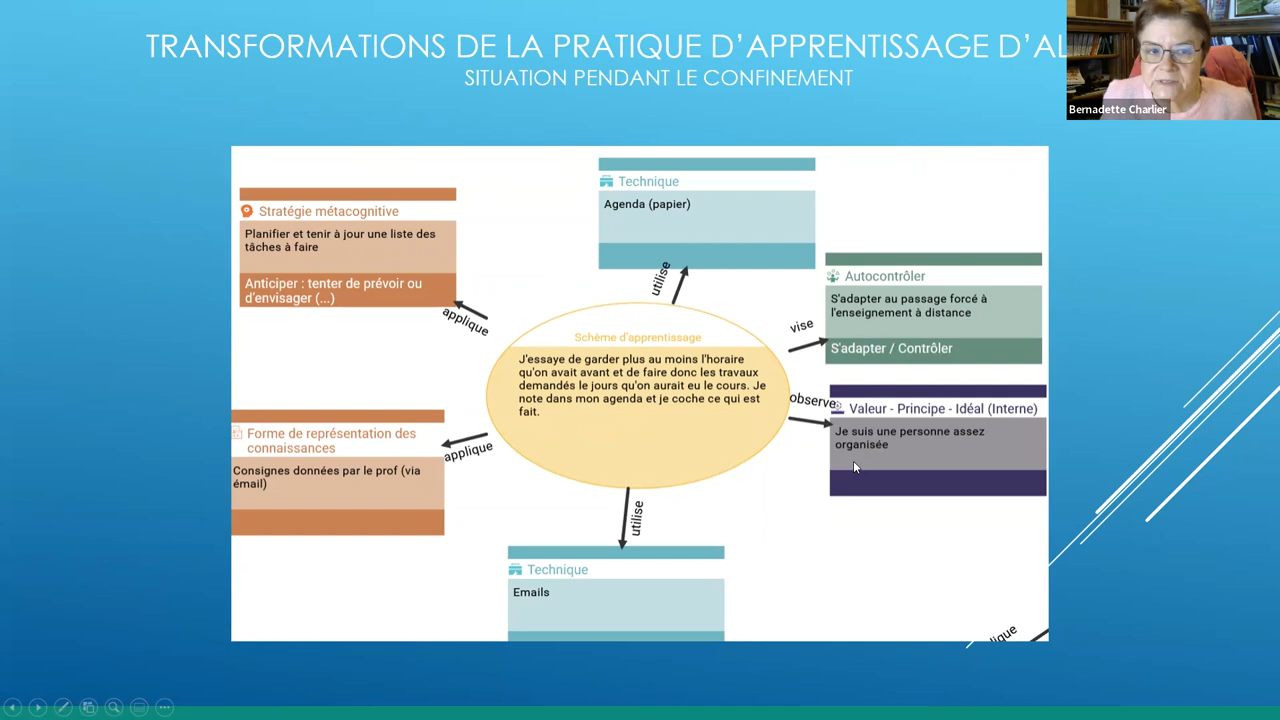 TRANSFORMATIONS DE LA PRATIQUE D'APPRENTISSAGE D'AL
SITUATION PENDANT LE CONFINEMENT
Bernadette Charlier
Technique
Agenda (papier)
Stratégie métacognitive
Planifier et tenir à jour une liste des
tâches à faire
Anticiper : tenter de prévoir ou
d'envisager (...)
utilise
applique
vise
Autocontrôler
S'adapter au passage forcé à
l'enseignement à distance
S'adapter / Contrôler
Schème d'apprentissage
J'essaye de garder plus au moins l'horaire
qu'on avait avant et de faire donc les travaux
demandés le jours qu'on aurait eu le cours. Je
note dans mon agenda et je coche ce qui est
fait.
observe
Valeur - Principe - Idéal (Interne)
Je suis une personne assez
organisée
Forme de représentation des
connaissances
Consignes données par le prof (via
émail)
applique
utilise
Technique
Emails
lique